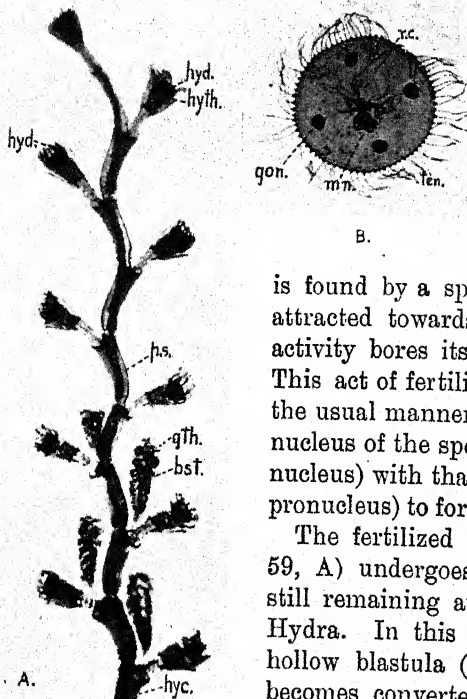 hyd.
hyth.
hyd.
p.s.
gth.
bst.
hyc.
A.
r.c.
gon.
mn.
ten.
B.
is found by a sp
attracted towards
activity bores its
This act of fertili
the usual manner
nucleus of the spe
nucleus) with tha
pronucleus) to for
The fertilized
59, A) undergoes
still remaining a
Hydra. In this
hollow blastula (
becomes converte